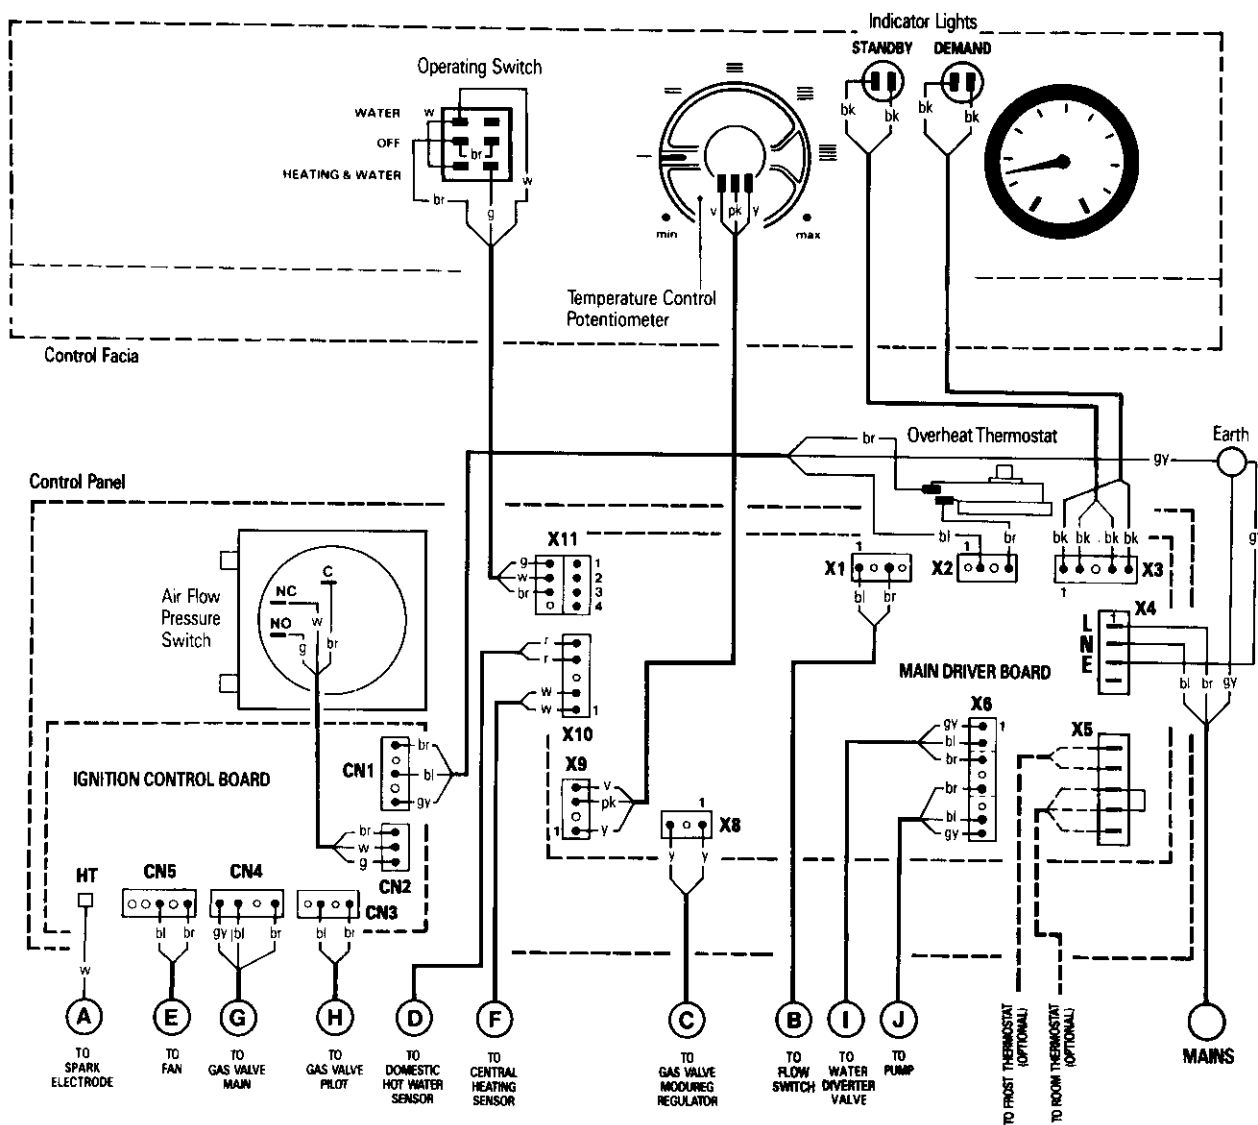 Indicator Lights
STANDBY DEMAND
Operating Switch
WATER
OFF
HEATING & WATER
w
br
w
br
g
v pk y
min
max
bk bk bk bk
Temperature Control
Potentiometer
Control Facia
br
Overheat Thermostat
Earth
gy
Control Panel
Air Flow
Pressure
Switch
NC
NO
C
w
g
br
X11
g
w
br
1
2
3
4
X1
1
bl br
X2
1
bl br
X3
1
bk bk bk bk
g
X4
1
L
N
E
bl br gy
r
r
w
w
1
X10
MAIN DRIVER BOARD
X6
1
gy
bl
br
br
bl
gy
X5
IGNITION CONTROL BOARD
CN1
br
bl
gy
X9
v
pk
y
1
X8
1
y y
br
w
g
CN2
HT
CN5
CN4
CN3
bl br
gy bl br
bl br
w
A
E
G
H
D
F
C
B
I
J
TO
SPARK
ELECTRODE
TO
FAN
TO
GAS VALVE
MAIN
TO
GAS VALVE
PILOT
TO
DOMESTIC
HOT WATER
SENSOR
TO
CENTRAL
HEATING
SENSOR
TO
GAS VALVE
MODUREG
REGULATOR
TO
FLOW
SWITCH
TO
WATER
DIVERTER
VALVE
TO
PUMP
TO FROST THERMOSTAT
(OPTIONAL)
TO ROOM THERMOSTAT
(OPTIONAL)
MAINS